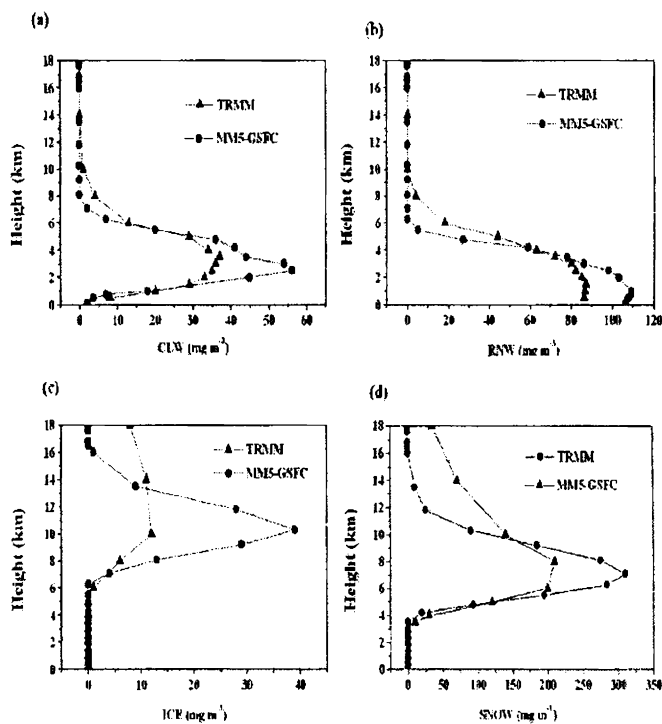 (a)
18
16
14
12
10
8
6
4
2
0
Height (km)
TRMM
MM5-GSFC
0 10 20 30 40 50 60
CLW (mg m⁻²)
(b)
18
16
14
12
10
8
6
4
2
0
Height (km)
TRMM
MM5-GSFC
0 20 40 60 80 100 120
RNW (mg m⁻³)
(c)
18
16
14
12
10
8
6
4
2
0
Height (km)
TRMM
MM5-GSFC
0 10 20 30 40
ICE (mg m⁻³)
(d)
18
16
14
12
10
8
6
4
2
0
Height (km)
TRMM
MM5-GSFC
0 50 100 150 200 250 300 350
SNOW (mg m⁻³)